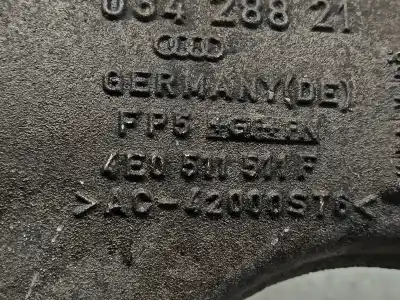 034 288 21
GERMANY(DE)
FP5
4E0 511 511 F
>AC-42000ST6<